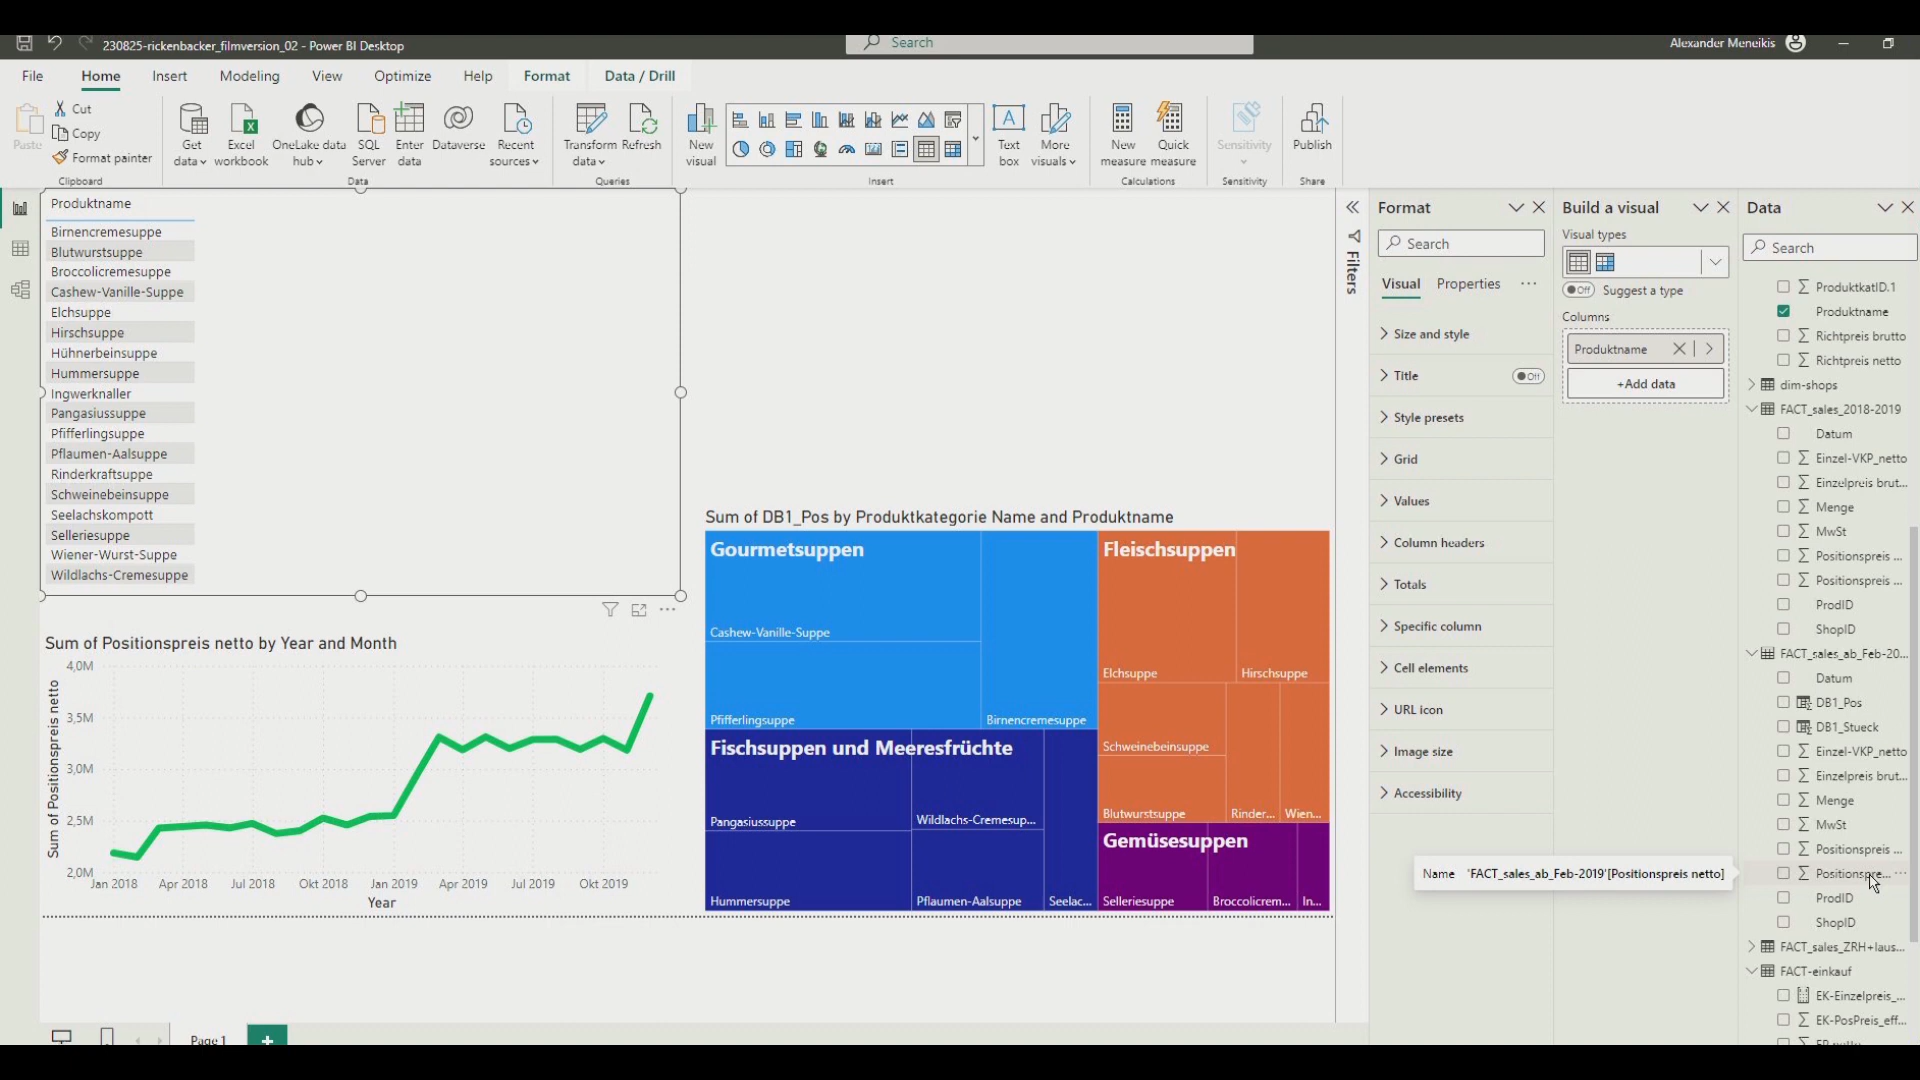 230825-rickenbacker_filmversion_02 - Power BI Desktop
Search
Alexander Meneikis
File
Home
Insert
Modeling
View
Optimize
Help
Format
Data / Drill
Paste
Cut
Copy
Format painter
Clipboard
Get data
Excel workbook
OneLake data hub
SQL Server
Enter data
Dataverse
Recent sources
Data
Transform data
Refresh
Queries
New visual
Insert
Text box
More visuals
New measure
Quick measure
Calculations
Sensitivity
Sensitivity
Publish
Share
Produktname
Birnencremesuppe
Blutwurstsuppe
Broccolicremesuppe
Cashew-Vanille-Suppe
Elchsuppe
Hirschsuppe
Hühnerbeinsuppe
Hummersuppe
Ingwerknaller
Pangasiussuppe
Pfifferlingsuppe
Pflaumen-Aalsuppe
Rinderkraftsuppe
Schweinebeinsuppe
Seelachskompott
Selleriesuppe
Wiener-Wurst-Suppe
Wildlachs-Cremesuppe
Sum of Positionspreis netto by Year and Month
Sum of Positionspreis netto
4,0M
3,5M
3,0M
2,5M
2,0M
Jan 2018
Apr 2018
Jul 2018
Okt 2018
Jan 2019
Apr 2019
Jul 2019
Okt 2019
Year
Sum of DB1_Pos by Produktkategorie Name and Produktname
Gourmetsuppen
Cashew-Vanille-Suppe
Pfifferlingsuppe
Birnencremesuppe
Fischsuppen und Meeresfrüchte
Pangasiussuppe
Wildlachs-Cremesup...
Hummersuppe
Pflaumen-Aalsuppe
Seelac...
Fleischsuppen
Elchsuppe
Hirschsuppe
Schweinebeinsuppe
Blutwurstsuppe
Rinder...
Wien...
Gemüsesuppen
Selleriesuppe
Broccolicrem...
In...
Page 1
+
Filters
Format
Search
Visual
Properties
...
Size and style
Title
Off
Style presets
Grid
Values
Column headers
Totals
Specific column
Cell elements
URL icon
Image size
Accessibility
Build a visual
Visual types
Off
Suggest a type
Columns
Produktname
+Add data
Name 'FACT_sales_ab_Feb-2019'[Positionspreis netto]
Data
Search
ProduktkatID.1
Produktname
Richtpreis brutto
Richtpreis netto
dim-shops
FACT_sales_2018-2019
Datum
Einzel-VKP_netto
Einzelpreis brut...
Menge
MwSt
Positionspreis ...
Positionspreis ...
ProdID
ShopID
FACT_sales_ab_Feb-20...
Datum
DB1_Pos
DB1_Stueck
Einzel-VKP_netto
Einzelpreis brut...
Menge
MwSt
Positionspreis ...
Positionspre... ...
ProdID
ShopID
FACT_sales_ZRH+laus...
FACT-einkauf
EK-Einzelpreis_...
EK-PosPreis_eff...